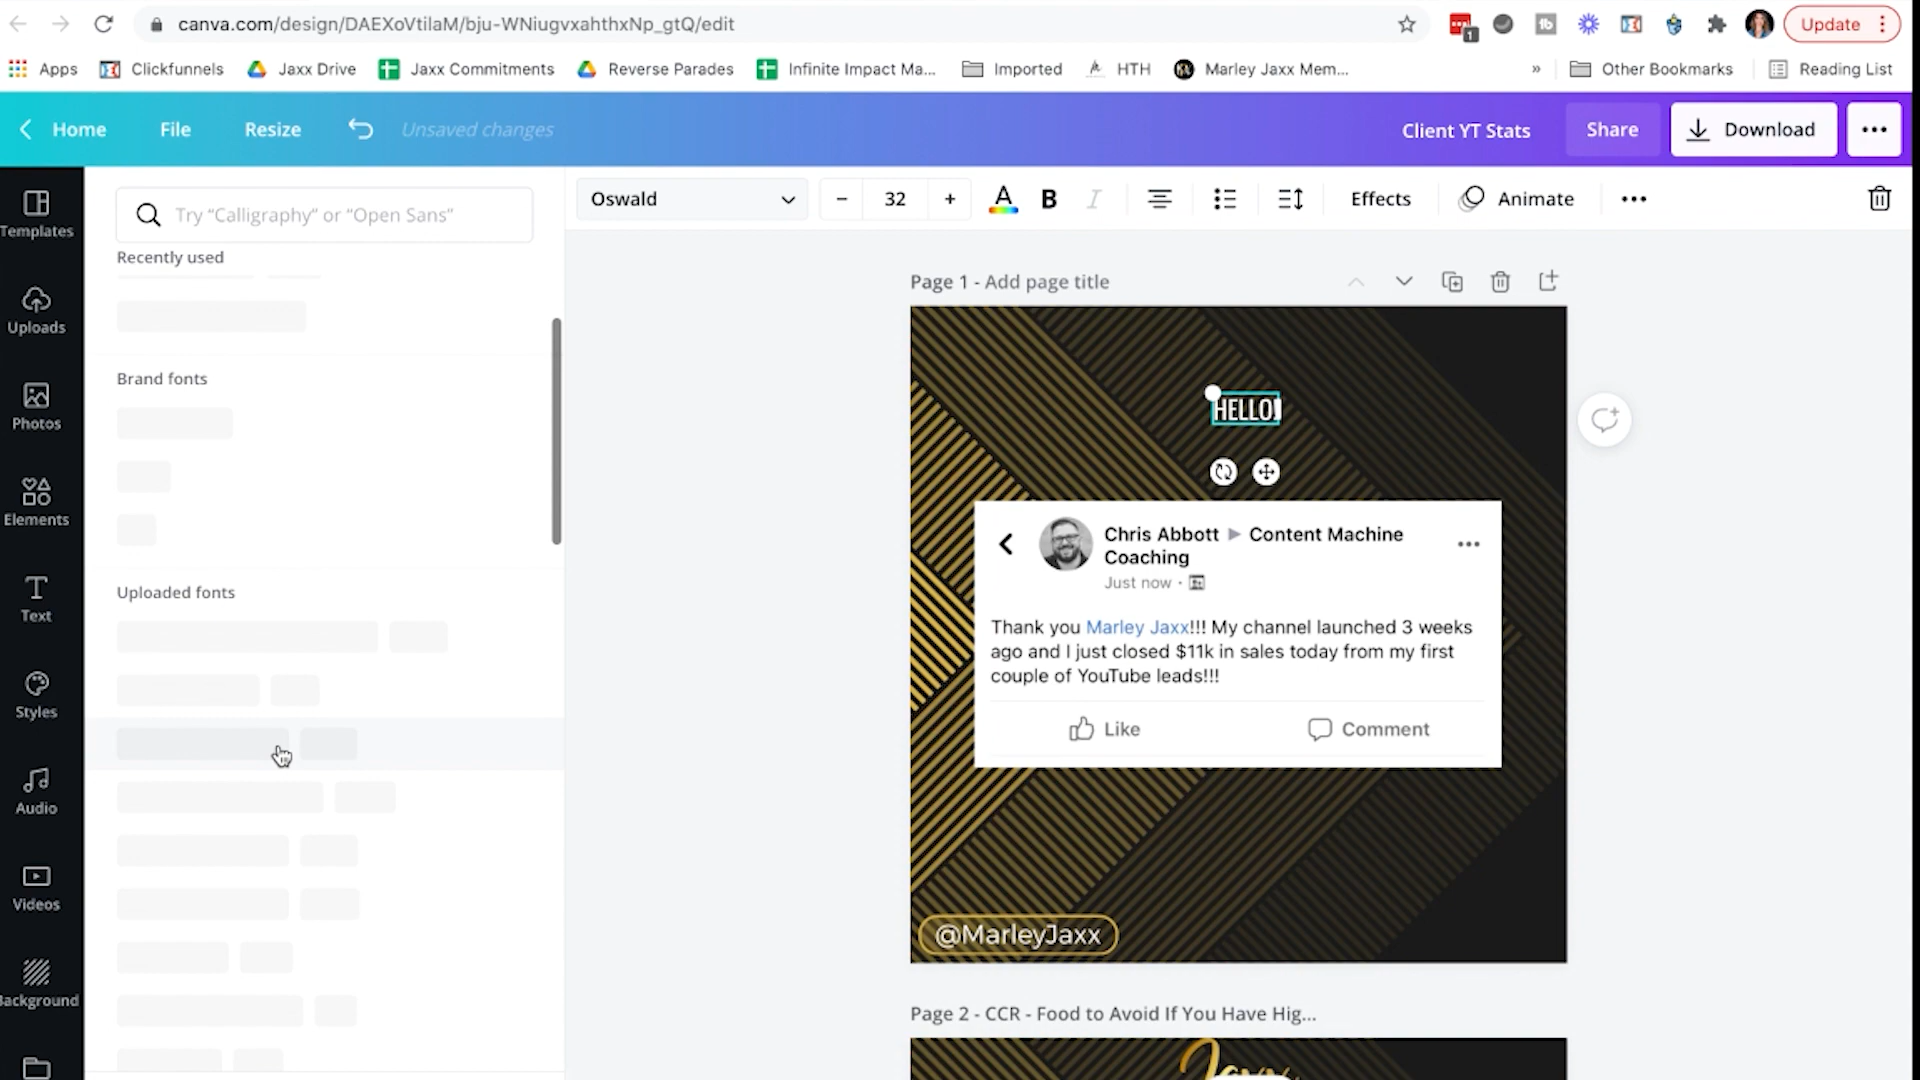 canva.com/design/DAEXoVtilaM/bju-WNiugvxahthxNp_gtQ/edit
1
tb
Update
Apps
Clickfunnels
Jaxx Drive
Jaxx Commitments
Reverse Parades
Infinite Impact Ma...
Imported
HTH
Marley Jaxx Mem...
»
Other Bookmarks
Reading List
Home
File
Resize
Unsaved changes
Client YT Stats
Share
Download
Templates
Uploads
Photos
Elements
Text
Styles
Audio
Videos
Background
Try “Calligraphy” or “Open Sans”
Recently used
Brand fonts
Uploaded fonts
Oswald
- 32 +
A
B
I
Effects
Animate
Page 1 - Add page title
HELLO!
Chris Abbott ▶ Content Machine
Coaching
Just now ·
Thank you Marley Jaxx!!! My channel launched 3 weeks
ago and I just closed $11k in sales today from my first
couple of YouTube leads!!!
Like
Comment
@MarleyJaxx
Page 2 - CCR - Food to Avoid If You Have Hig...
Jaxx